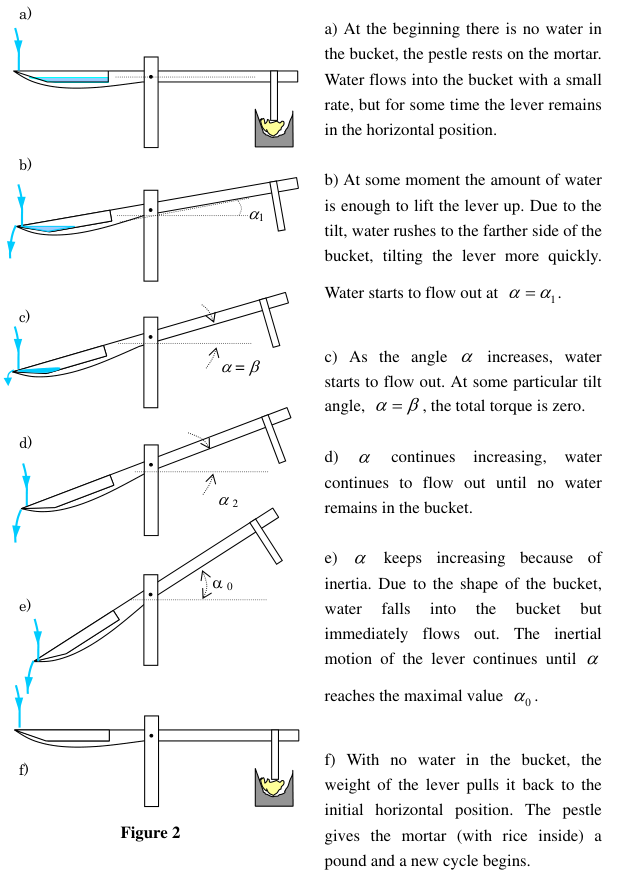 a)
a) At the beginning there is no water in
the bucket, the pestle rests on the mortar.
Water flows into the bucket with a small
rate, but for some time the lever remains
in the horizontal position.
b)
α₁
b) At some moment the amount of water
is enough to lift the lever up. Due to the
tilt, water rushes to the farther side of the
bucket, tilting the lever more quickly.
Water starts to flow out at α = α₁.
c)
α = β
c) As the angle α increases, water
starts to flow out. At some particular tilt
angle, α = β, the total torque is zero.
d)
α ₂
d) α continues increasing, water
continues to flow out until no water
remains in the bucket.
e)
α ₀
e) α keeps increasing because of
inertia. Due to the shape of the bucket,
water falls into the bucket but
immediately flows out. The inertial
motion of the lever continues until α
reaches the maximal value α₀.
f)
f) With no water in the bucket, the
weight of the lever pulls it back to the
initial horizontal position. The pestle
gives the mortar (with rice inside) a
pound and a new cycle begins.
Figure 2